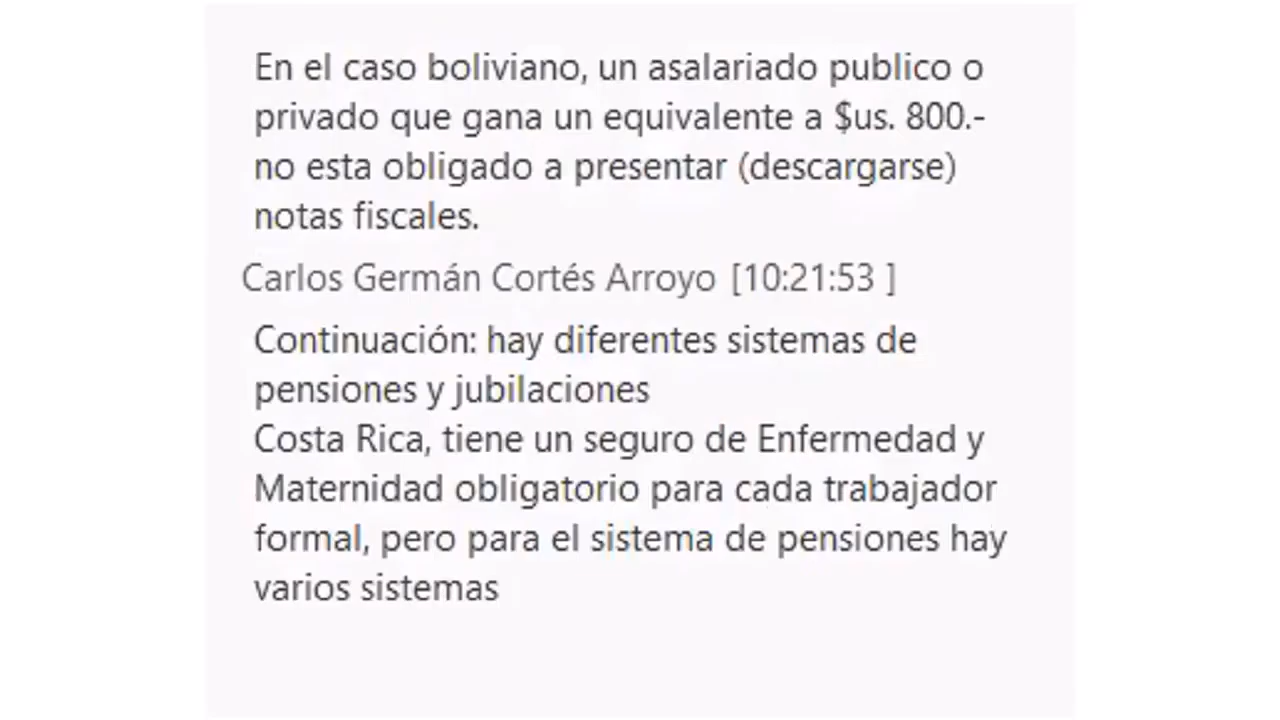 En el caso boliviano, un asalariado publico o
privado que gana un equivalente a $us. 800.-
no esta obligado a presentar (descargarse)
notas fiscales.
Carlos Germán Cortés Arroyo [10:21:53 ]
Continuación: hay diferentes sistemas de
pensiones y jubilaciones
Costa Rica, tiene un seguro de Enfermedad y
Maternidad obligatorio para cada trabajador
formal, pero para el sistema de pensiones hay
varios sistemas